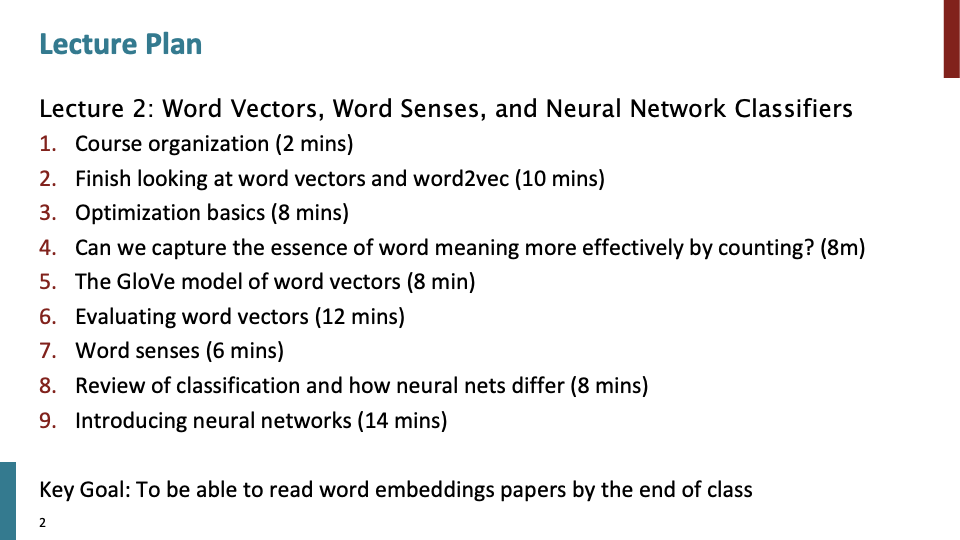 Lecture Plan
Lecture 2: Word Vectors, Word Senses, and Neural Network Classifiers
1. Course organization (2 mins)
2. Finish looking at word vectors and word2vec (10 mins)
3. Optimization basics (8 mins)
4. Can we capture the essence of word meaning more effectively by counting? (8m)
5. The GloVe model of word vectors (8 min)
6. Evaluating word vectors (12 mins)
7. Word senses (6 mins)
8. Review of classification and how neural nets differ (8 mins)
9. Introducing neural networks (14 mins)
Key Goal: To be able to read word embeddings papers by the end of class
2